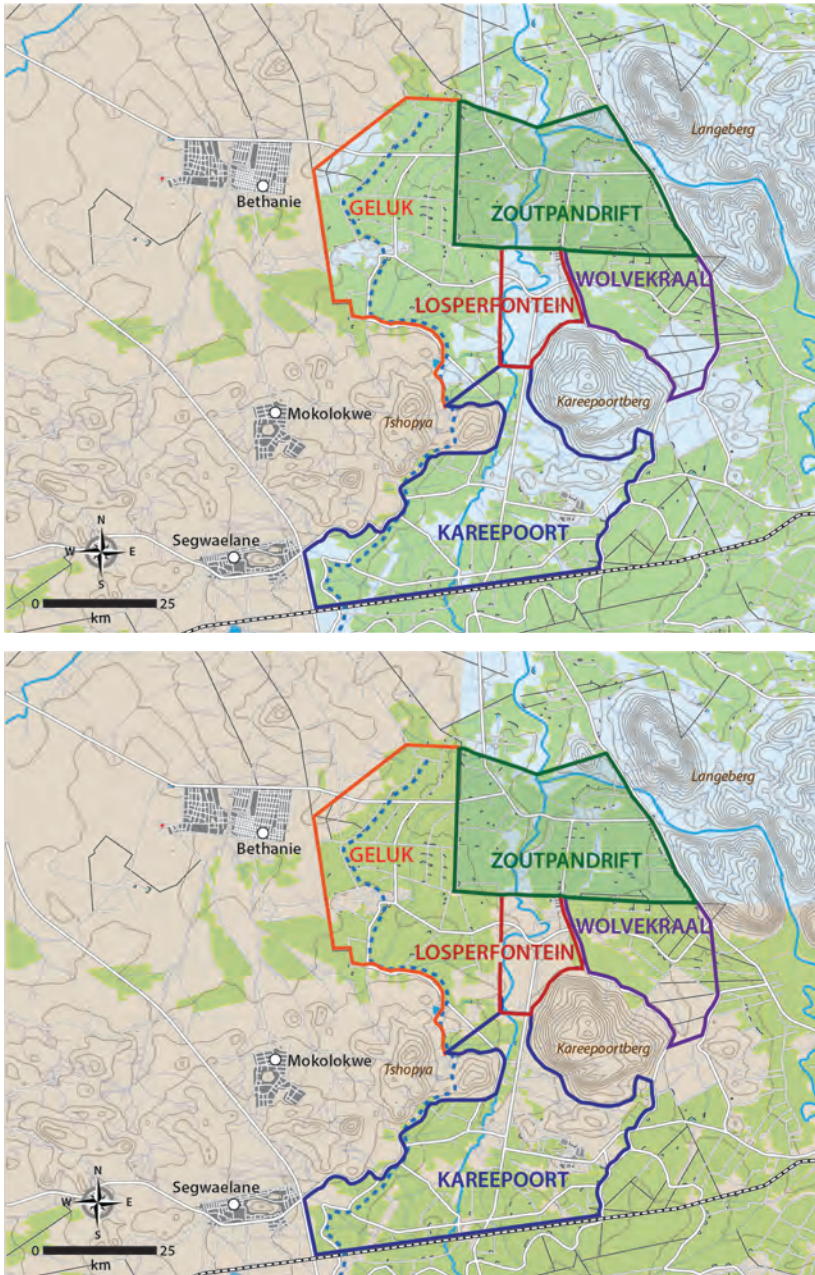 Langeberg
Bethanie
GELUK
ZOUTPANDRIFT
WOLVEKRAAL
LOSPERFONTEIN
Mokolokwe
Tshopya
Kareepoortberg
N
W E
S
Segwaelane
KAREEPOORT
0 25
km
Langeberg
Bethanie
GELUK
ZOUTPANDRIFT
WOLVEKRAAL
LOSPERFONTEIN
Mokolokwe
Tshopya
Kareepoortberg
N
W E
S
Segwaelane
KAREEPOORT
0 25
km